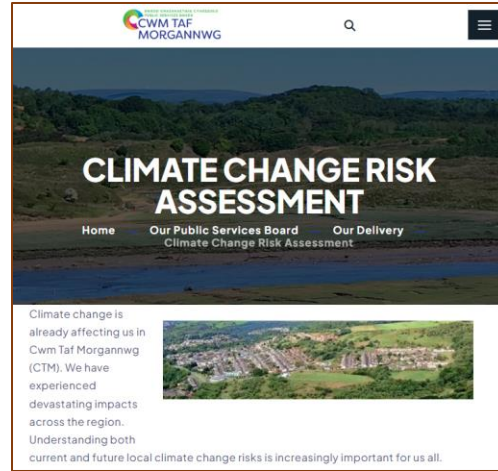 CWM TAF
MORGANNWG
CLIMATE CHANGE RISK
ASSESSMENT
Home Our Public Services Board Our Delivery
Climate Change Risk Assessment
Climate change is
already affecting us in
Cwm Taf Morgannwg
(CTM). We have
experienced
devastating impacts
across the region.
Understanding both
current and future local climate change risks is increasingly important for us all.